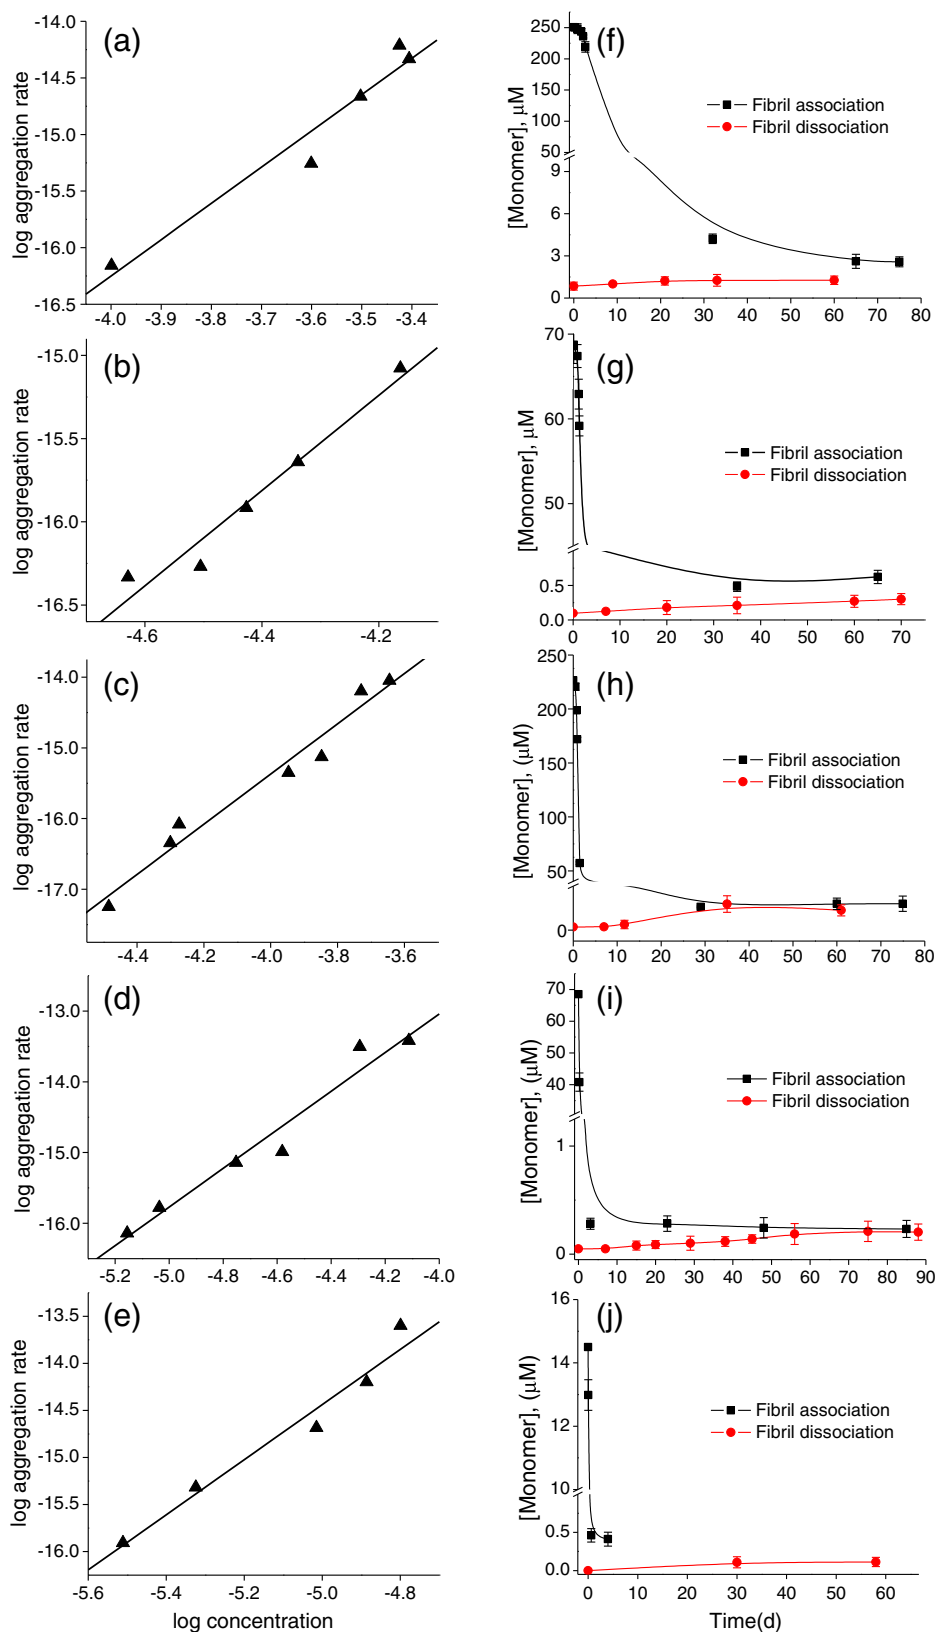 (a)
log aggregation rate
-14.0
-14.5
-15.0
-15.5
-16.0
-16.5
-4.0 -3.9 -3.8 -3.7 -3.6 -3.5 -3.4
(f)
[Monomer], μM
250
200
150
100
50
9
6
3
0
Fibril association
Fibril dissociation
0 10 20 30 40 50 60 70 80
(b)
log aggregation rate
-15.0
-15.5
-16.0
-16.5
-4.6 -4.4 -4.2
(g)
[Monomer], μM
70
60
50
0.5
0.0
Fibril association
Fibril dissociation
0 10 20 30 40 50 60 70
(c)
log aggregation rate
-14.0
-15.0
-16.0
-17.0
-4.4 -4.2 -4.0 -3.8 -3.6
(h)
[Monomer], (μM)
250
200
150
100
50
0
Fibril association
Fibril dissociation
0 10 20 30 40 50 60 70 80
(d)
log aggregation rate
-13.0
-14.0
-15.0
-16.0
-5.2 -5.0 -4.8 -4.6 -4.4 -4.2 -4.0
(i)
[Monomer], (μM)
70
60
40
1
0
Fibril association
Fibril dissociation
0 10 20 30 40 50 60 70 80 90
(e)
log aggregation rate
-13.5
-14.0
-14.5
-15.0
-15.5
-16.0
-5.6 -5.4 -5.2 -5.0 -4.8
log concentration
(j)
[Monomer], (μM)
16
14
12
10
0.5
0.0
Fibril association
Fibril dissociation
0 10 20 30 40 50 60
Time(d)